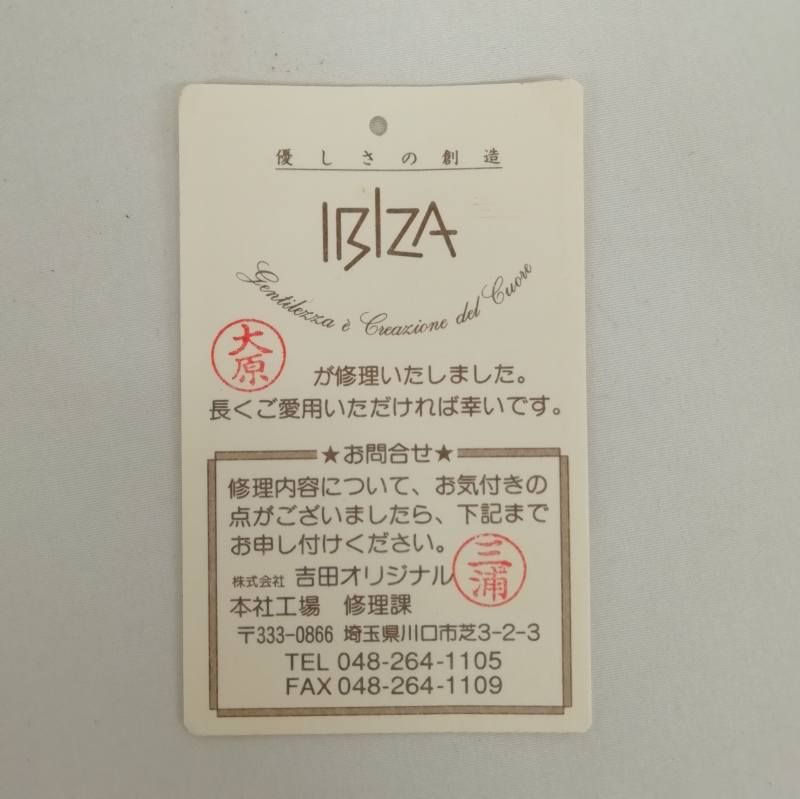 優しさの創造
IBIZA
Gentilezza è Creazione del Cuore
大原
が修理いたしました。
長くご愛用いただければ幸いです。
★お問合せ★
修理内容について、お気付きの
点がございましたら、下記まで
お申し付けください。
三浦
株式会社 吉田オリジナル
本社工場 修理課
〒333-0866 埼玉県川口市芝3-2-3
TEL 048-264-1105
FAX 048-264-1109